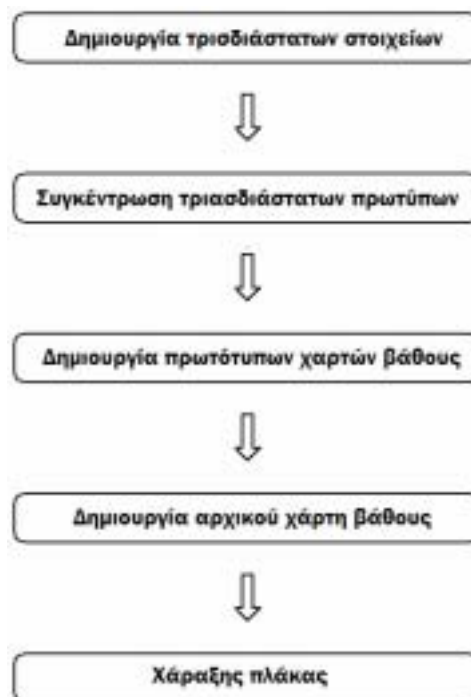 Δημιουργία τρισδιάστατων στοιχείων
Συγκέντρωση τριασδιάστατων πρωτύπων
Δημιουργία πρωτότυπων χαρτών βάθους
Δημιουργία αρχικού χάρτη βάθους
Χάραξης πλάκας